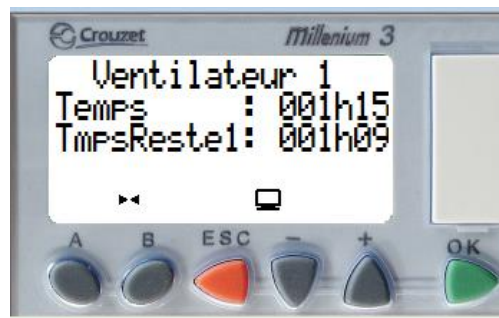 Crouzet Millenium 3
Ventilateur 1
Temps : 001h15
TmpsReste1: 001h09
A B ESC - + OK